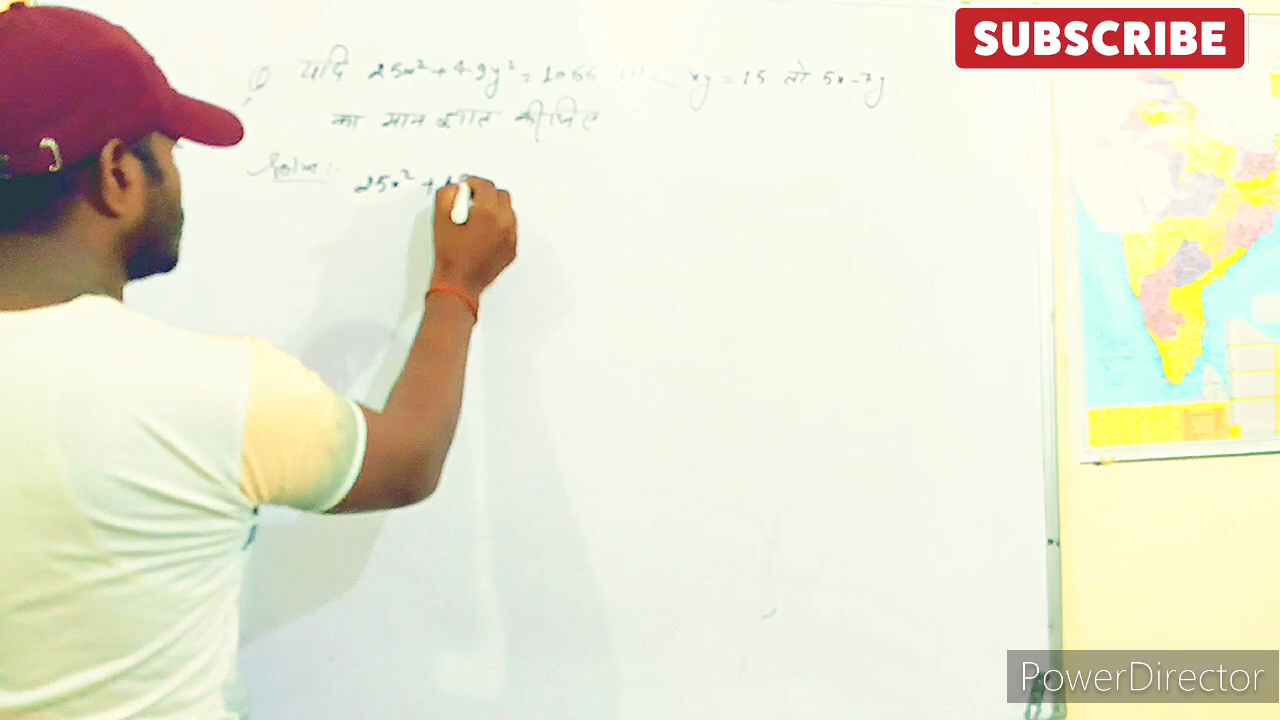 SUBSCRIBE
Q यदि 25x²+49y²=1066 xy=15 तो 5x-7y
का मान ज्ञात कीजिए
Solve:- 25x² +
PowerDirector